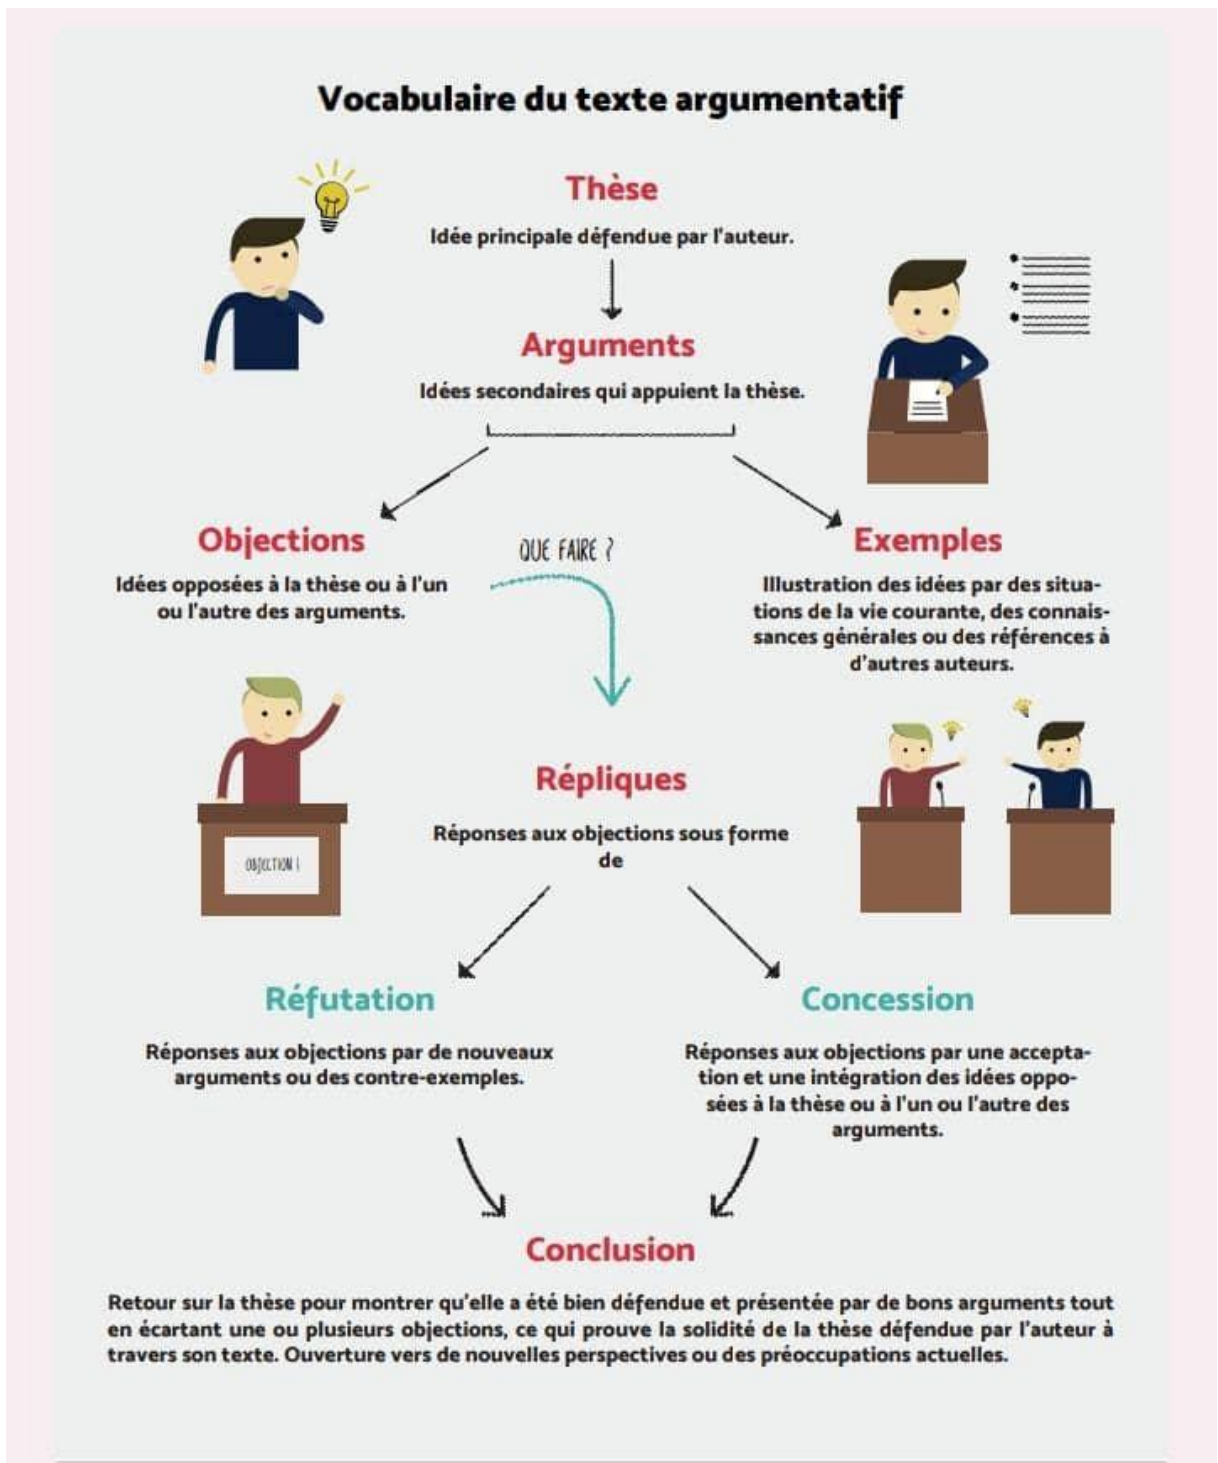 Vocabulaire du texte argumentatif
Thèse
Idée principale défendue par l'auteur.
Arguments
Idées secondaires qui appuient la thèse.
Objections
Idées opposées à la thèse ou à l'un
ou l'autre des arguments.
QUE FAIRE ?
Exemples
Illustration des idées par des situa-
tions de la vie courante, des connais-
sances générales ou des références à
d'autres auteurs.
OBJECTION !
Répliques
Réponses aux objections sous forme
de
Réfutation
Réponses aux objections par de nouveaux
arguments ou des contre-exemples.
Concession
Réponses aux objections par une accepta-
tion et une intégration des idées oppo-
sées à la thèse ou à l'un ou l'autre des
arguments.
Conclusion
Retour sur la thèse pour montrer qu'elle a été bien défendue et présentée par de bons arguments tout
en écartant une ou plusieurs objections, ce qui prouve la solidité de la thèse défendue par l'auteur à
travers son texte. Ouverture vers de nouvelles perspectives ou des préoccupations actuelles.